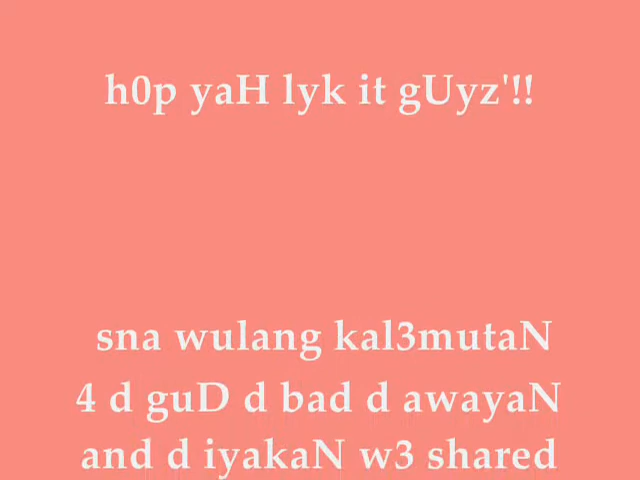 h0p yaH lyk it gUyz'!!
sna wulang kal3mutaN
4 d guD d bad d awayaN
and d iyakaN w3 shared